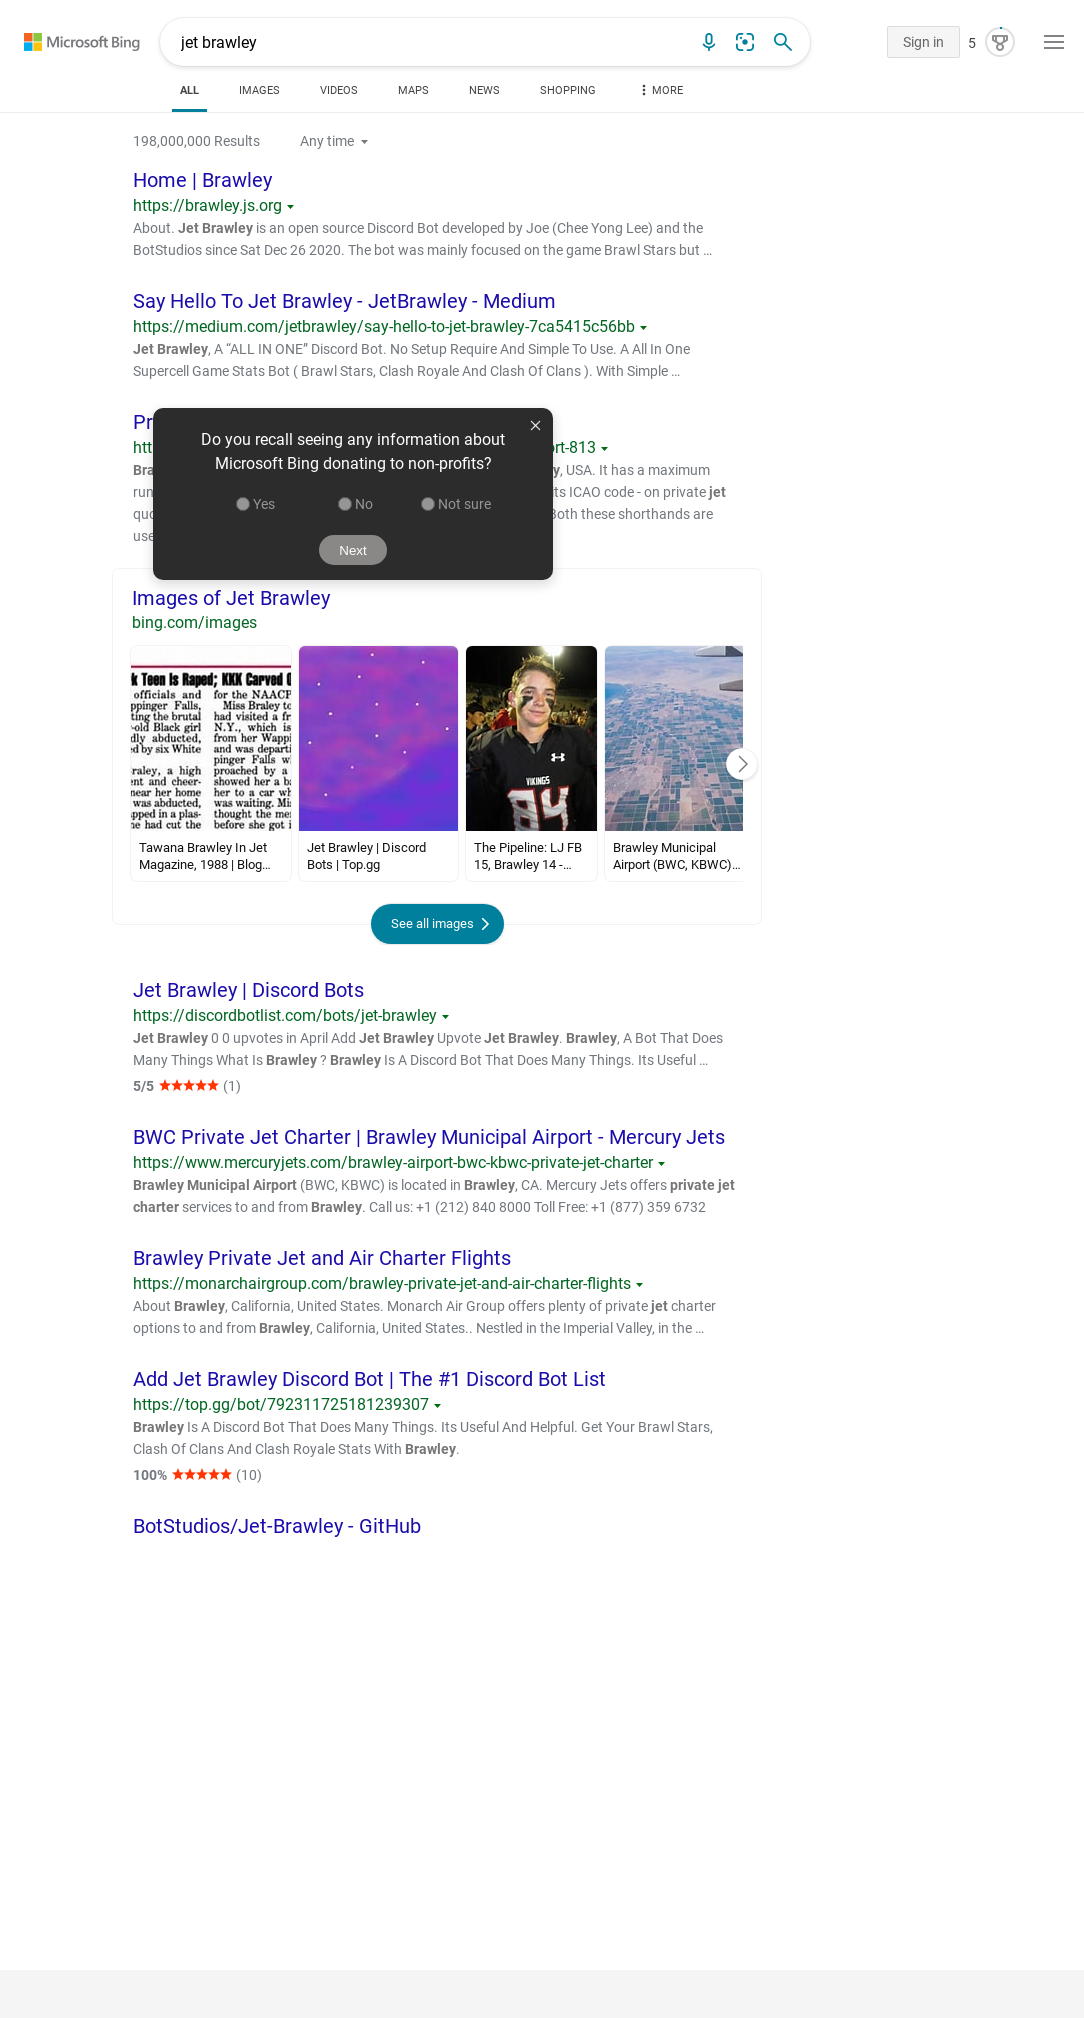 Microsoft Bing
jet brawley
Sign in
5
ALL
IMAGES
VIDEOS
MAPS
NEWS
SHOPPING
MORE
198,000,000 Results
Any time
Home | Brawley
https://brawley.js.org
About. Jet Brawley is an open source Discord Bot developed by Joe (Chee Yong Lee) and the
BotStudios since Sat Dec 26 2020. The bot was mainly focused on the game Brawl Stars but …
Say Hello To Jet Brawley - JetBrawley - Medium
https://medium.com/jetbrawley/say-hello-to-jet-brawley-7ca5415c56bb
Jet Brawley, A “ALL IN ONE” Discord Bot. No Setup Require And Simple To Use. A All In One
Supercell Game Stats Bot ( Brawl Stars, Clash Royale And Clash Of Clans ). With Simple …
Do you recall seeing any information about
Microsoft Bing donating to non-profits?
Yes
No
Not sure
Next
-813
, USA. It has a maximum
its ICAO code - on private jet
Both these shorthands are
Images of Jet Brawley
bing.com/images
k Teen Is Raped; KKK Carved
officials and
ppinger Falls,
ting the brutal
-old Black girl
dly abducted,
ed by six White
raley, a high
ent and cheer-
near her home
was abducted,
pped in a plas-
ne had cut the
for the NAACP
Miss Braley to
had visited a fr
N.Y., which is
from her Wappi
and was departi
pinger Falls wh
proached by a
showed her a ba
her to a car wh
was waiting. Mis
thought the men
before she got i
VIKINGS
84
Tawana Brawley In Jet
Magazine, 1988 | Blog…
Jet Brawley | Discord
Bots | Top.gg
The Pipeline: LJ FB
15, Brawley 14 -…
Brawley Municipal
Airport (BWC, KBWC)…
See all images
Jet Brawley | Discord Bots
https://discordbotlist.com/bots/jet-brawley
Jet Brawley 0 0 upvotes in April Add Jet Brawley Upvote Jet Brawley. Brawley, A Bot That Does
Many Things What Is Brawley ? Brawley Is A Discord Bot That Does Many Things. Its Useful …
5/5 ★★★★★ (1)
BWC Private Jet Charter | Brawley Municipal Airport - Mercury Jets
https://www.mercuryjets.com/brawley-airport-bwc-kbwc-private-jet-charter
Brawley Municipal Airport (BWC, KBWC) is located in Brawley, CA. Mercury Jets offers private jet
charter services to and from Brawley. Call us: +1 (212) 840 8000 Toll Free: +1 (877) 359 6732
Brawley Private Jet and Air Charter Flights
https://monarchairgroup.com/brawley-private-jet-and-air-charter-flights
About Brawley, California, United States. Monarch Air Group offers plenty of private jet charter
options to and from Brawley, California, United States.. Nestled in the Imperial Valley, in the …
Add Jet Brawley Discord Bot | The #1 Discord Bot List
https://top.gg/bot/792311725181239307
Brawley Is A Discord Bot That Does Many Things. Its Useful And Helpful. Get Your Brawl Stars,
Clash Of Clans And Clash Royale Stats With Brawley.
100% ★★★★★ (10)
BotStudios/Jet-Brawley - GitHub